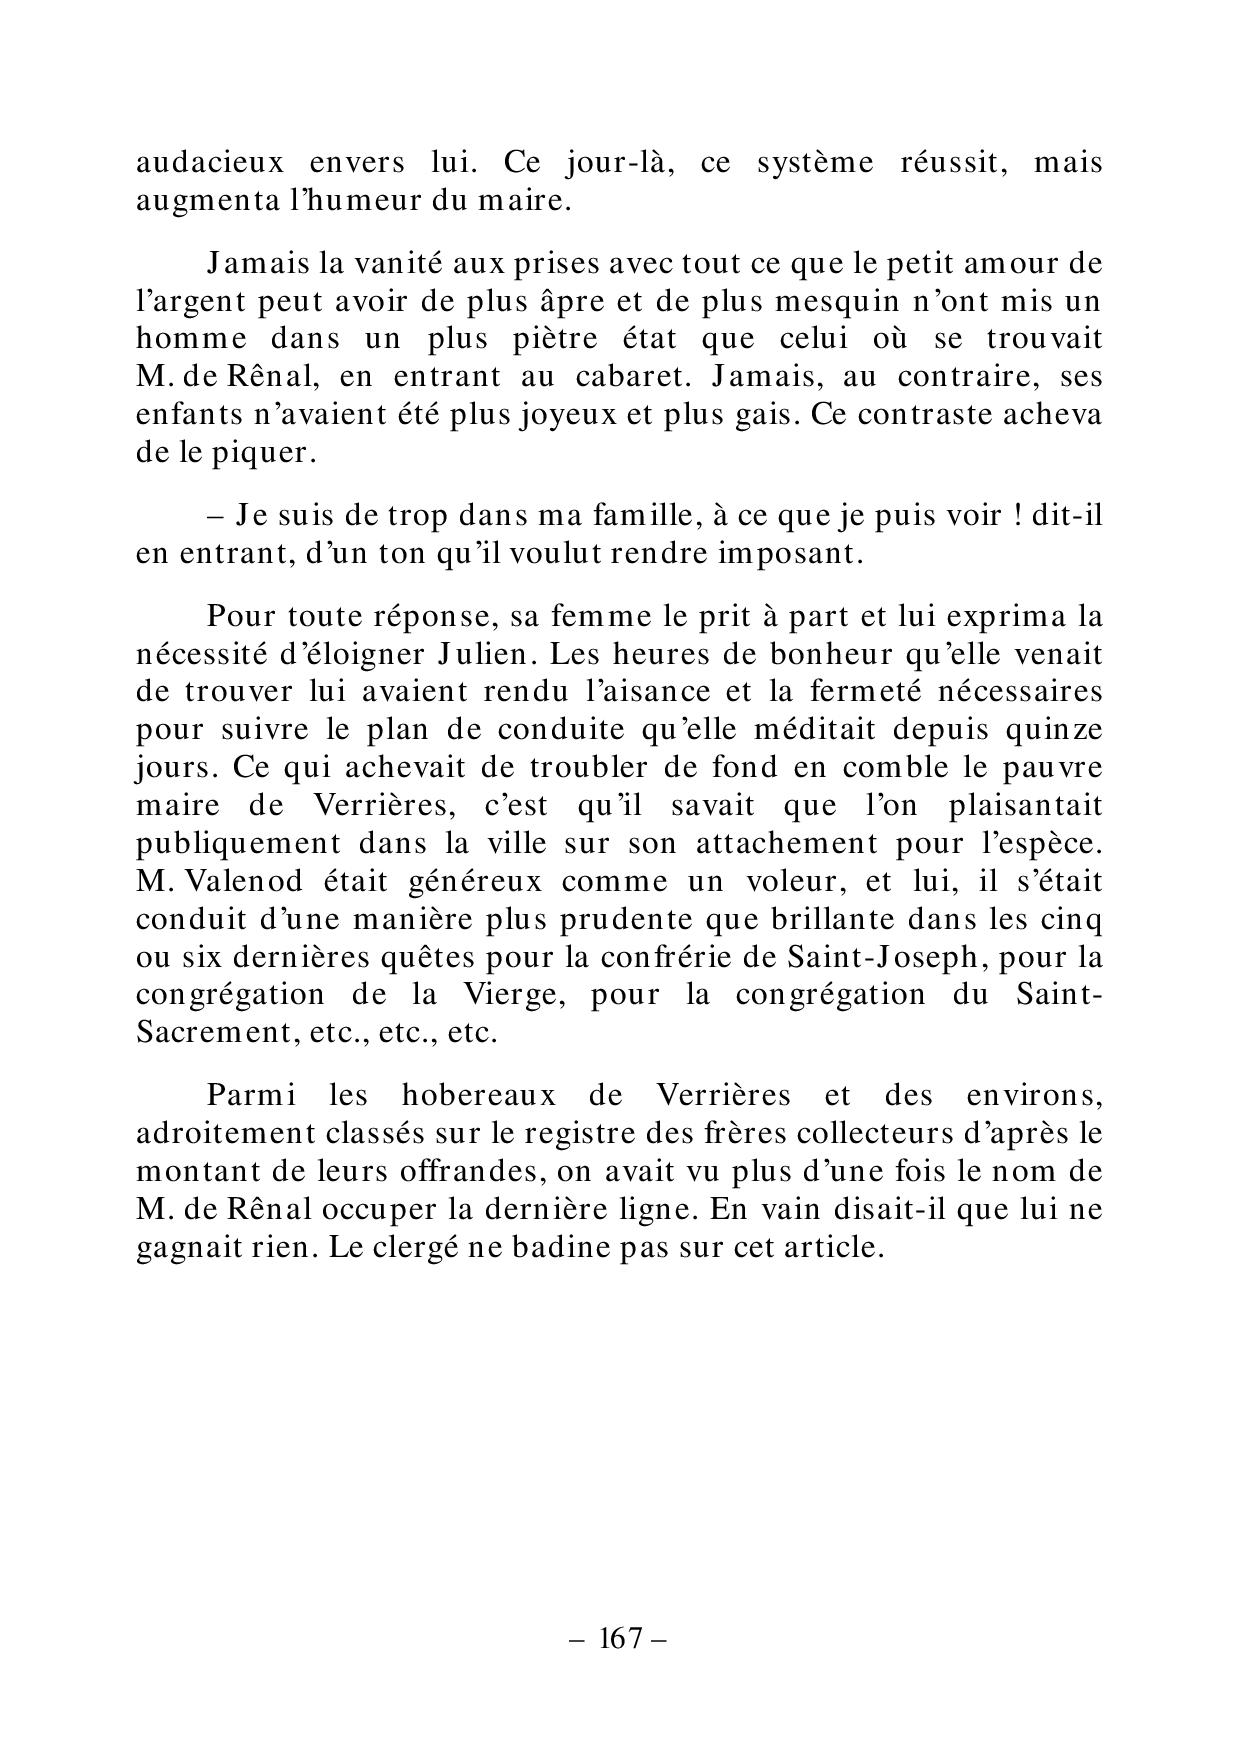 audacieux envers lui. Ce jour-là, ce système réussit, mais
augmenta l’humeur du maire.
Jamais la vanité aux prises avec tout ce que le petit amour de
l’argent peut avoir de plus âpre et de plus mesquin n’ont mis un
homme dans un plus piètre état que celui où se trouvait
M. de Rênal, en entrant au cabaret. Jamais, au contraire, ses
enfants n’avaient été plus joyeux et plus gais. Ce contraste acheva
de le piquer.
– Je suis de trop dans ma famille, à ce que je puis voir ! dit-il
en entrant, d’un ton qu’il voulut rendre imposant.
Pour toute réponse, sa femme le prit à part et lui exprima la
nécessité d’éloigner Julien. Les heures de bonheur qu’elle venait
de trouver lui avaient rendu l’aisance et la fermeté nécessaires
pour suivre le plan de conduite qu’elle méditait depuis quinze
jours. Ce qui achevait de troubler de fond en comble le pauvre
maire de Verrières, c’est qu’il savait que l’on plaisantait
publiquement dans la ville sur son attachement pour l’espèce.
M. Valenod était généreux comme un voleur, et lui, il s’était
conduit d’une manière plus prudente que brillante dans les cinq
ou six dernières quêtes pour la confrérie de Saint-Joseph, pour la
congrégation de la Vierge, pour la congrégation du Saint-
Sacrement, etc., etc., etc.
Parmi les hobereaux de Verrières et des environs,
adroitement classés sur le registre des frères collecteurs d’après le
montant de leurs offrandes, on avait vu plus d’une fois le nom de
M. de Rênal occuper la dernière ligne. En vain disait-il que lui ne
gagnait rien. Le clergé ne badine pas sur cet article.
– 167 –